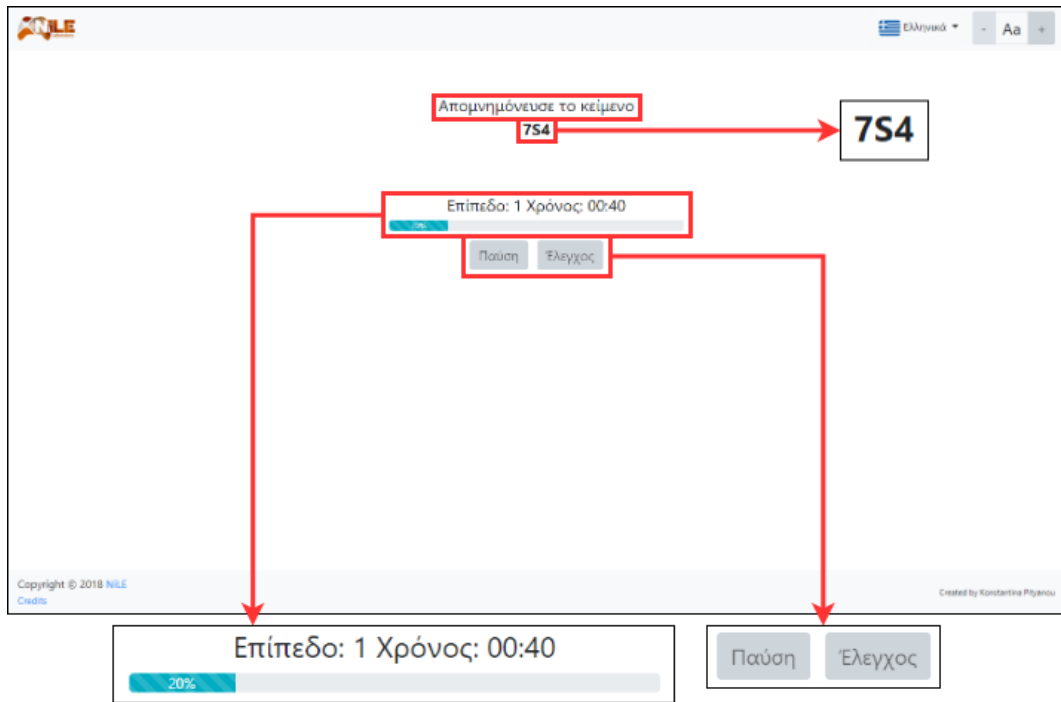 NiLE
Ελληνικά - Aa +
Απομνημόνευσε το κείμενο
7S4
7S4
Επίπεδο: 1 Χρόνος: 00:40
20%
Παύση Έλεγχος
Copyright © 2018 NiLE
Credits
Created by Konstantina Pityanou
Επίπεδο: 1 Χρόνος: 00:40
20%
Παύση Έλεγχος